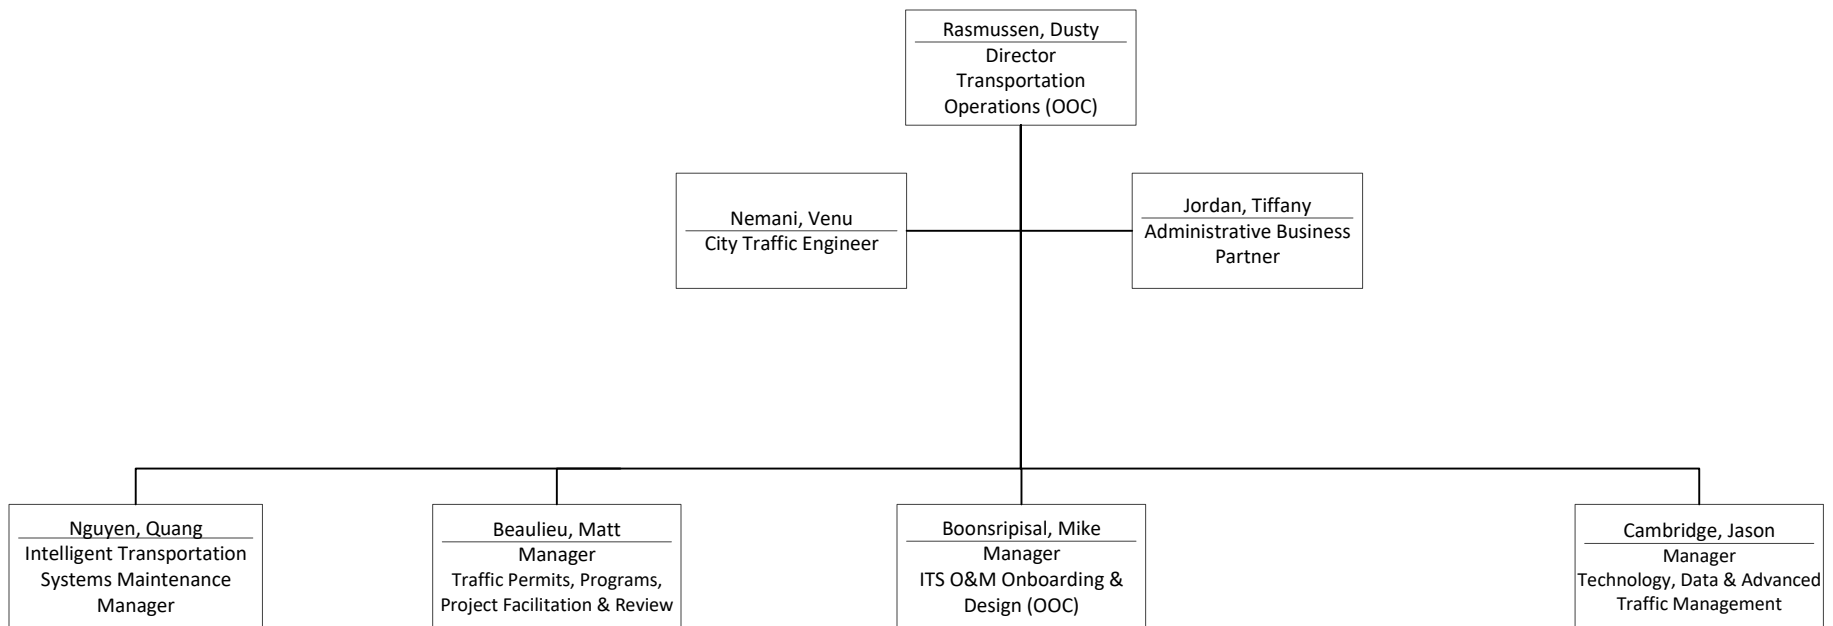 Rasmussen, Dusty
Director
Transportation
Operations (OOC)
Nemani, Venu
City Traffic Engineer
Jordan, Tiffany
Administrative Business
Partner
Nguyen, Quang
Intelligent Transportation
Systems Maintenance
Manager
Beaulieu, Matt
Manager
Traffic Permits, Programs,
Project Facilitation & Review
Boonsripisal, Mike
Manager
ITS O&M Onboarding &
Design (OOC)
Cambridge, Jason
Manager
Technology, Data & Advanced
Traffic Management